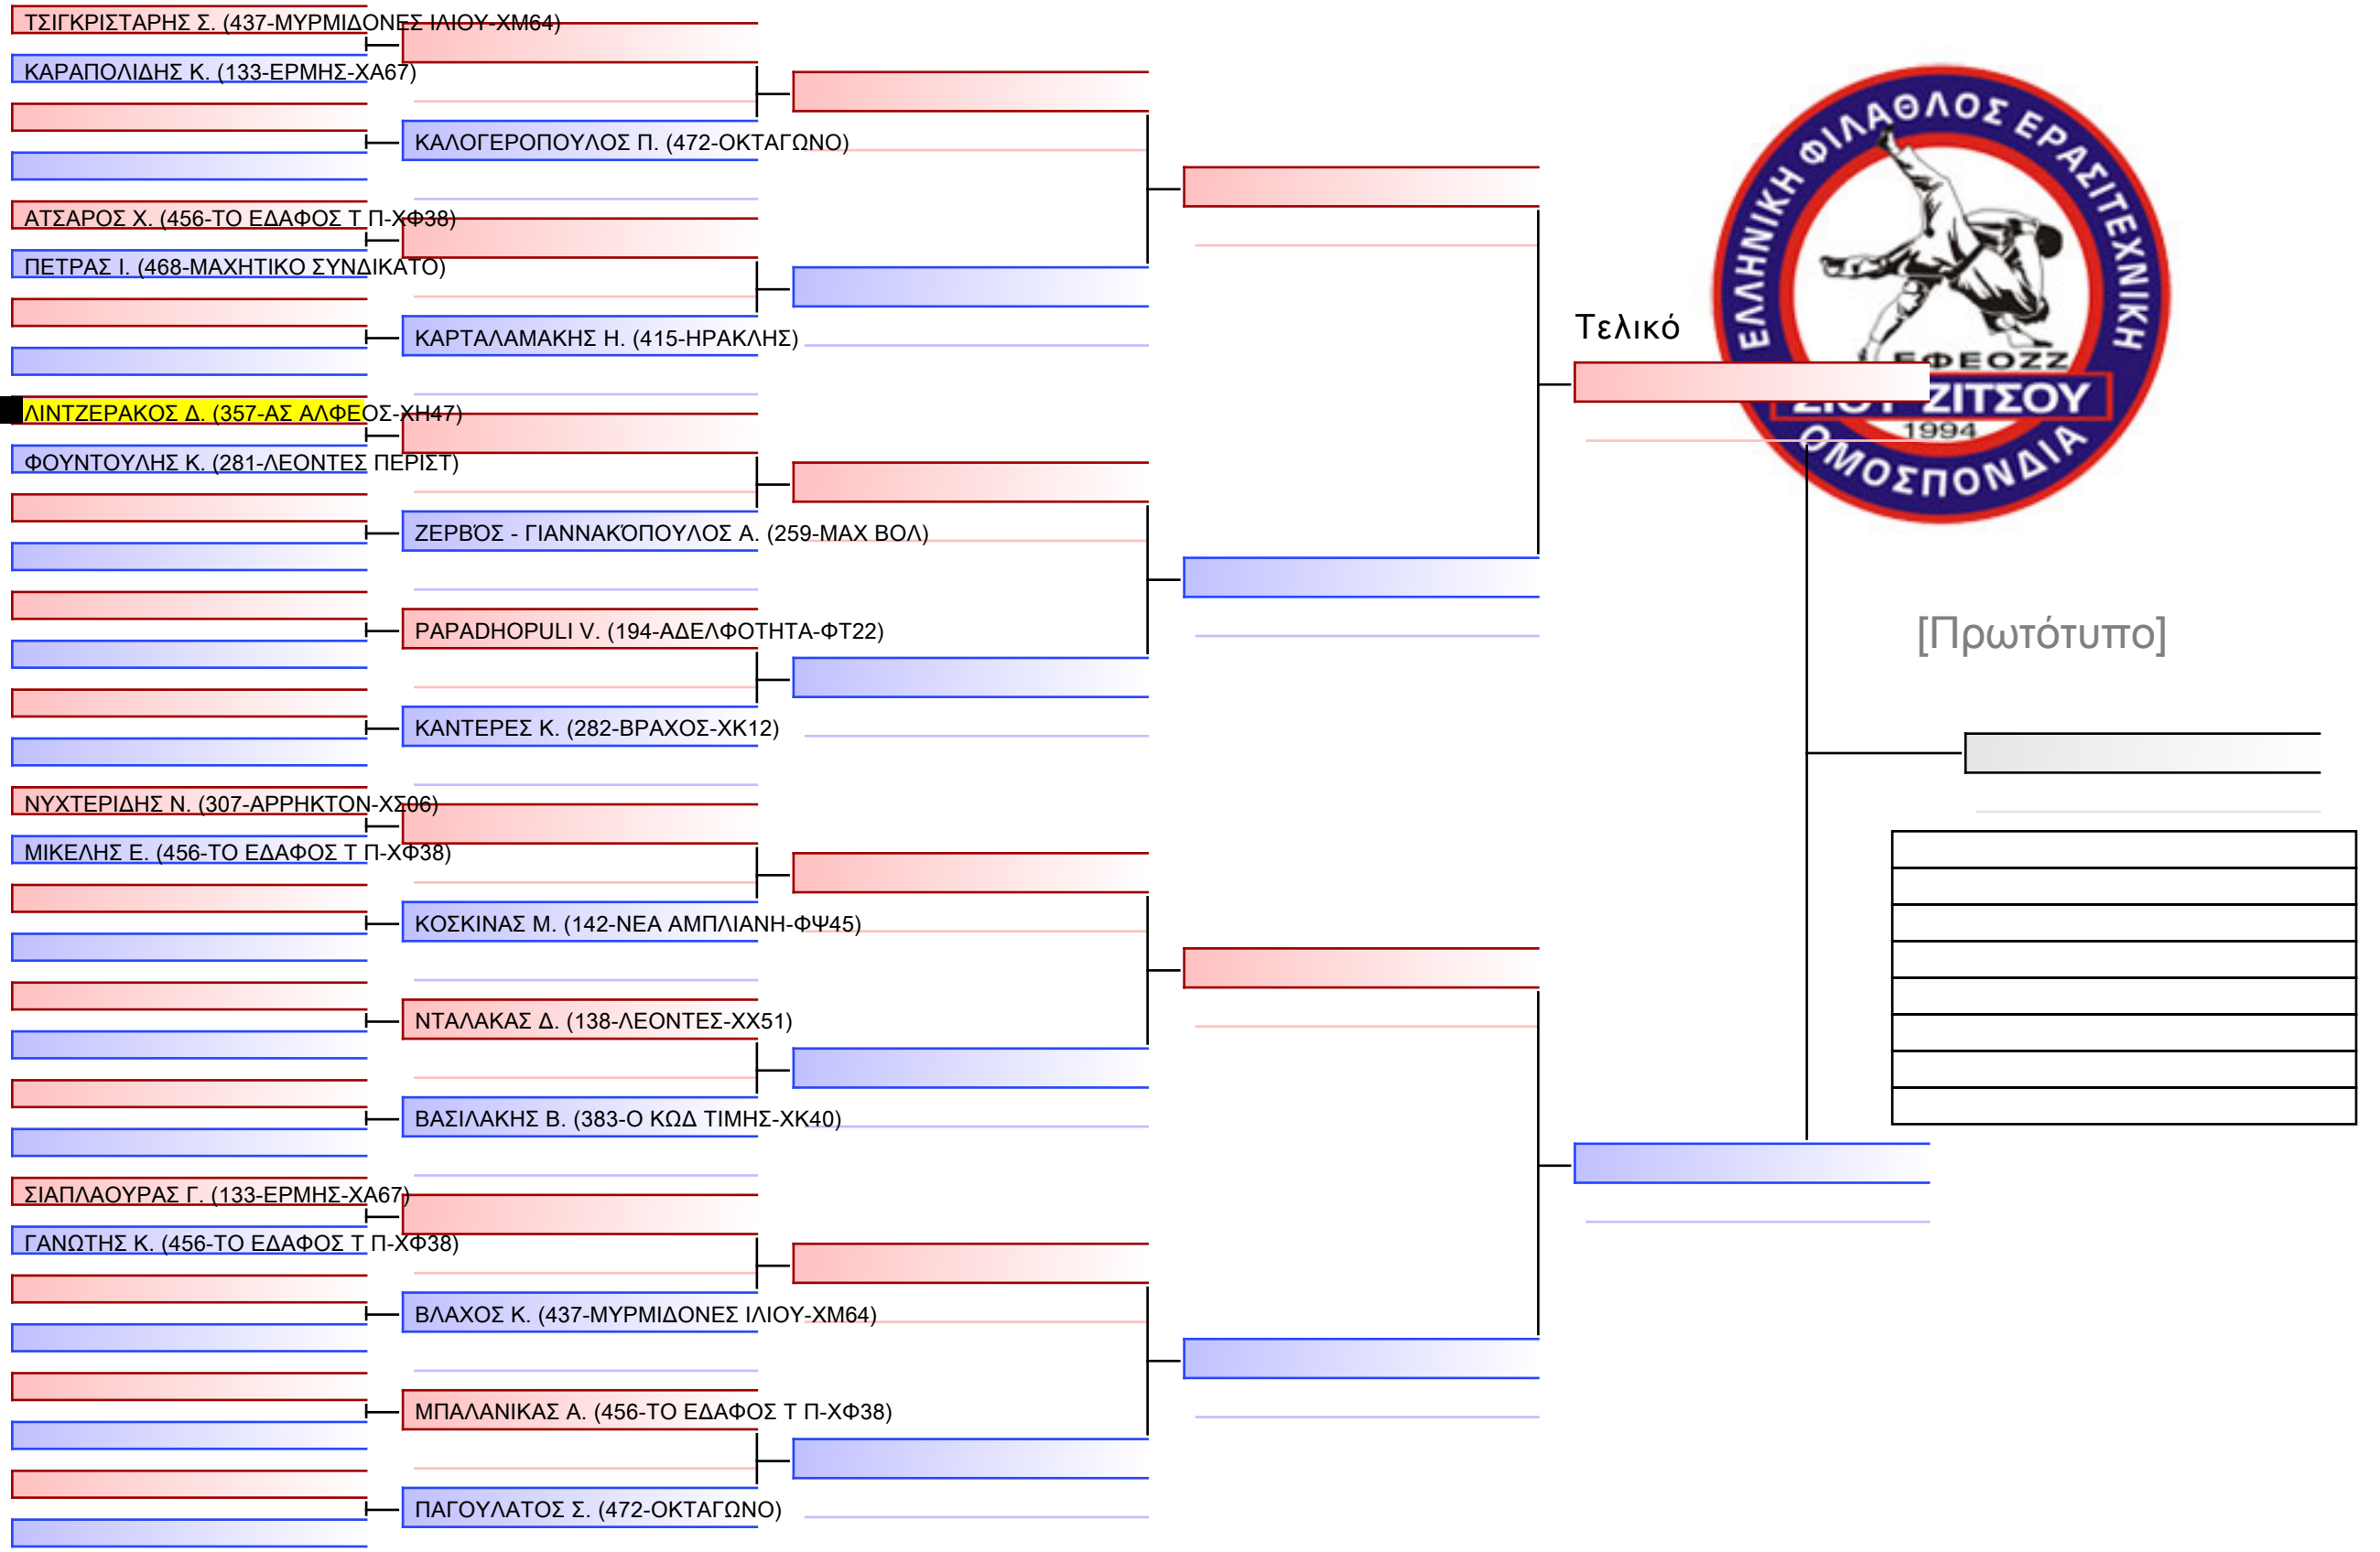 ΤΣΙΓΚΡΙΣΤΑΡΗΣ Σ. (437-ΜΥΡΜΙΔΟΝΕΣ ΙΛΙΟΥ-ΧΜ64)
ΚΑΡΑΠΟΛΙΔΗΣ Κ. (133-ΕΡΜΗΣ-ΧΑ67)
ΚΑΛΟΓΕΡΟΠΟΥΛΟΣ Π. (472-ΟΚΤΑΓΩΝΟ)
ΑΤΣΑΡΟΣ Χ. (456-ΤΟ ΕΔΑΦΟΣ Τ Π-ΧΦ38)
ΠΕΤΡΑΣ Ι. (468-ΜΑΧΗΤΙΚΟ ΣΥΝΔΙΚΑΤΟ)
ΚΑΡΤΑΛΑΜΑΚΗΣ Η. (415-ΗΡΑΚΛΗΣ)
ΛΙΝΤΖΕΡΑΚΟΣ Δ. (357-ΑΣ ΑΛΦΕΟΣ-ΧΗ47)
ΦΟΥΝΤΟΥΛΗΣ Κ. (281-ΛΕΟΝΤΕΣ ΠΕΡΙΣΤ)
ΖΕΡΒΌΣ - ΓΙΑΝΝΑΚΌΠΟΥΛΟΣ Α. (259-ΜΑΧ ΒΟΛ)
PAPADHOPULI V. (194-ΑΔΕΛΦΟΤΗΤΑ-ΦΤ22)
ΚΑΝΤΕΡΕΣ Κ. (282-ΒΡΑΧΟΣ-ΧΚ12)
ΝΥΧΤΕΡΙΔΗΣ Ν. (307-ΑΡΡΗΚΤΟΝ-ΧΣ06)
ΜΙΚΕΛΗΣ Ε. (456-ΤΟ ΕΔΑΦΟΣ Τ Π-ΧΦ38)
ΚΟΣΚΙΝΑΣ Μ. (142-ΝΕΑ ΑΜΠΛΙΑΝΗ-ΦΨ45)
ΝΤΑΛΑΚΑΣ Δ. (138-ΛΕΟΝΤΕΣ-ΧΧ51)
ΒΑΣΙΛΑΚΗΣ Β. (383-Ο ΚΩΔ ΤΙΜΗΣ-ΧΚ40)
ΣΙΑΠΛΑΟΥΡΑΣ Γ. (133-ΕΡΜΗΣ-ΧΑ67)
ΓΑΝΩΤΗΣ Κ. (456-ΤΟ ΕΔΑΦΟΣ Τ Π-ΧΦ38)
ΒΛΑΧΟΣ Κ. (437-ΜΥΡΜΙΔΟΝΕΣ ΙΛΙΟΥ-ΧΜ64)
ΜΠΑΛΑΝΙΚΑΣ Α. (456-ΤΟ ΕΔΑΦΟΣ Τ Π-ΧΦ38)
ΠΑΓΟΥΛΑΤΟΣ Σ. (472-ΟΚΤΑΓΩΝΟ)
Τελικό
ΕΛΛΗΝΙΚΗ ΦΙΛΑΘΛΟΣ ΕΡΑΣΙΤΕΧΝΙΚΗ
ΕΦΕΟΖΖ
ΖΙΟΥ ΖΙΤΣΟΥ
1994
ΟΜΟΣΠΟΝΔΙΑ
[Πρωτότυπο]